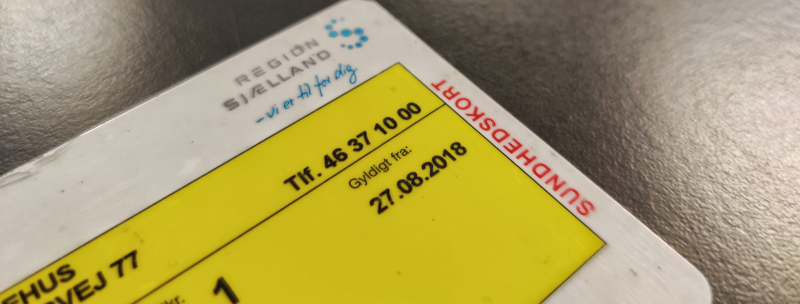 REGION
SJÆLLAND
- vi er til for dig
SUNDHEDSKORT
Tlf. 46 37 10 00
Gyldigt fra:
27.08.2018
EHUS
VEJ 77
kr.
1